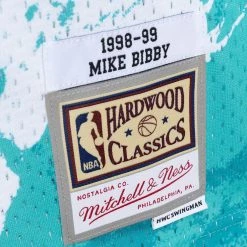 1998-99
MIKE BIBBY
HARDWOOD
NBA
CLASSICS
NOSTALGIA CO.
Mitchell & Ness
PHILADELPHIA, PA
HWC SWINGMAN